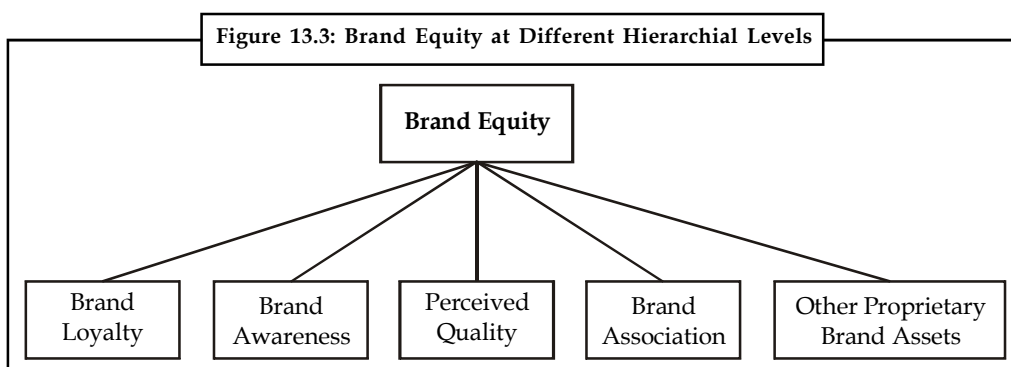 Figure 13.3: Brand Equity at Different Hierarchial Levels
Brand Equity
Brand
Loyalty
Brand
Awareness
Perceived
Quality
Brand
Association
Other Proprietary
Brand Assets